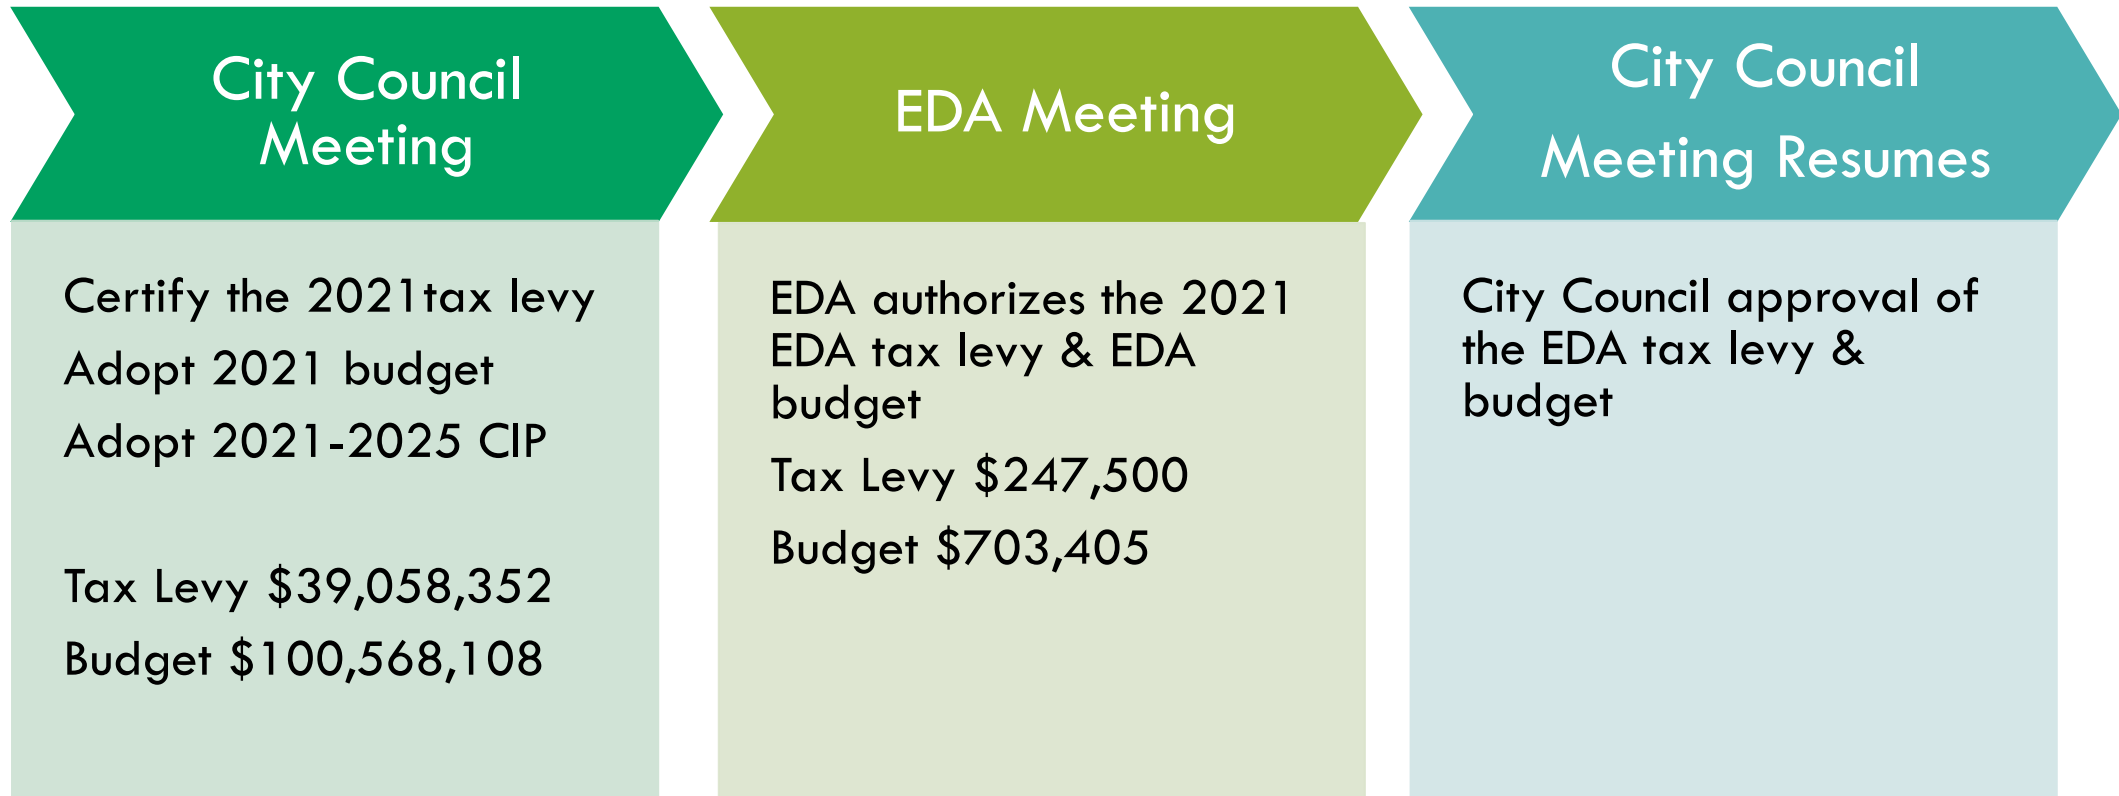 City Council
Meeting
Certify the 2021tax levy
Adopt 2021 budget
Adopt 2021-2025 CIP
Tax Levy $39,058,352
Budget $100,568,108
EDA Meeting
EDA authorizes the 2021
EDA tax levy & EDA
budget
Tax Levy $247,500
Budget $703,405
City Council
Meeting Resumes
City Council approval of
the EDA tax levy &
budget